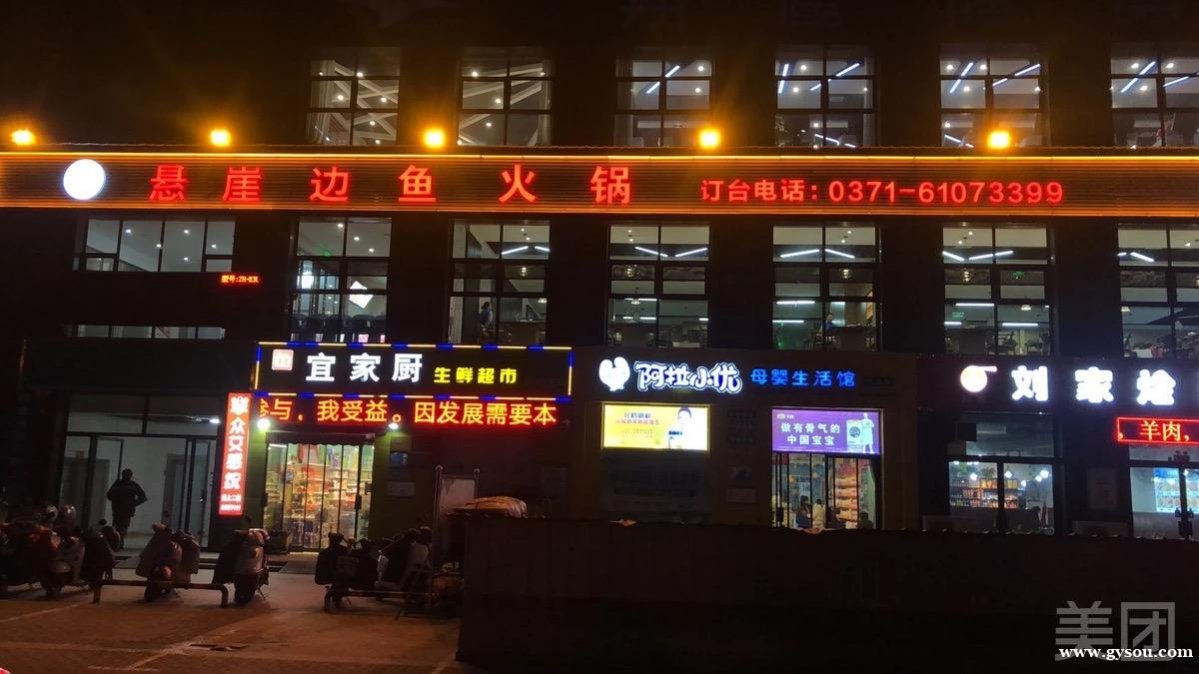 悬崖边鱼火锅 订台电话：0371-61073399
宜家厨 生鲜超市
参与，我受益。因发展需要本
阿拉小优 母婴生活馆
做有骨气的
中国宝宝
刘家烩
羊肉，
美团
www.gysou.com